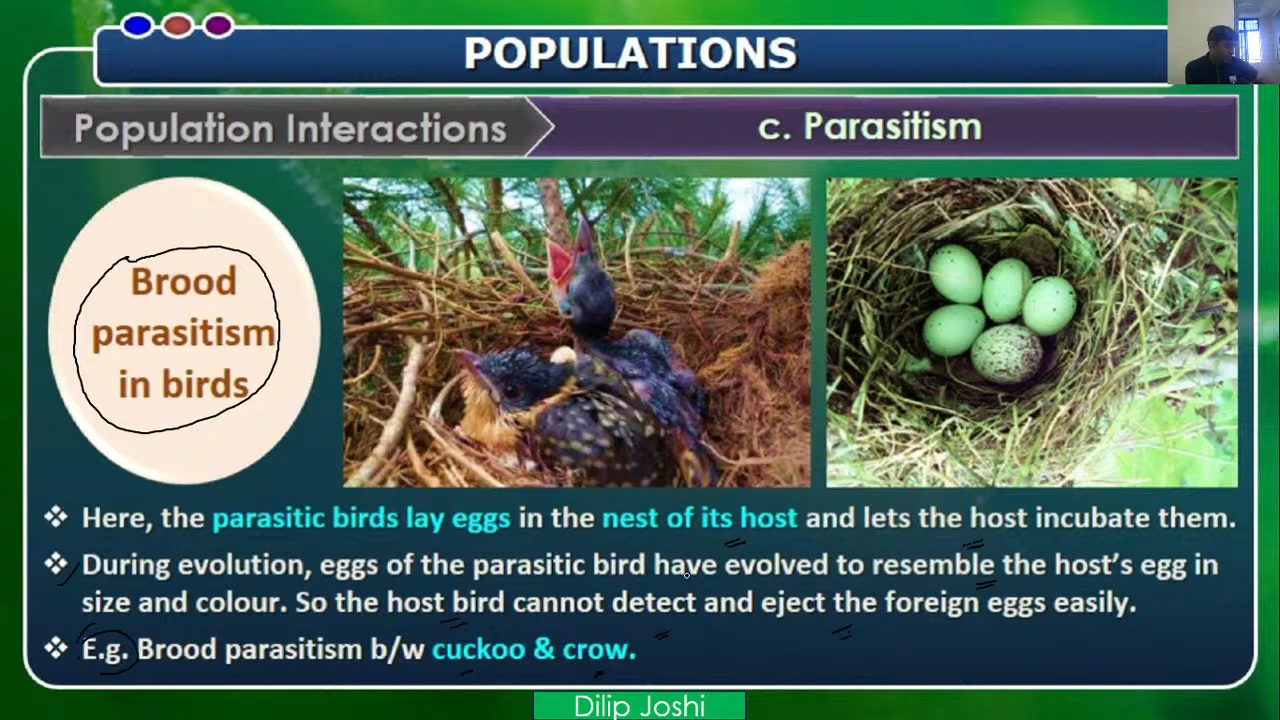 POPULATIONS
Population Interactions
c. Parasitism
Brood
parasitism
in birds
❖ Here, the parasitic birds lay eggs in the nest of its host and lets the host incubate them.
❖ During evolution, eggs of the parasitic bird have evolved to resemble the host's egg in
size and colour. So the host bird cannot detect and eject the foreign eggs easily.
❖ E.g. Brood parasitism b/w cuckoo & crow.
Dilip Joshi